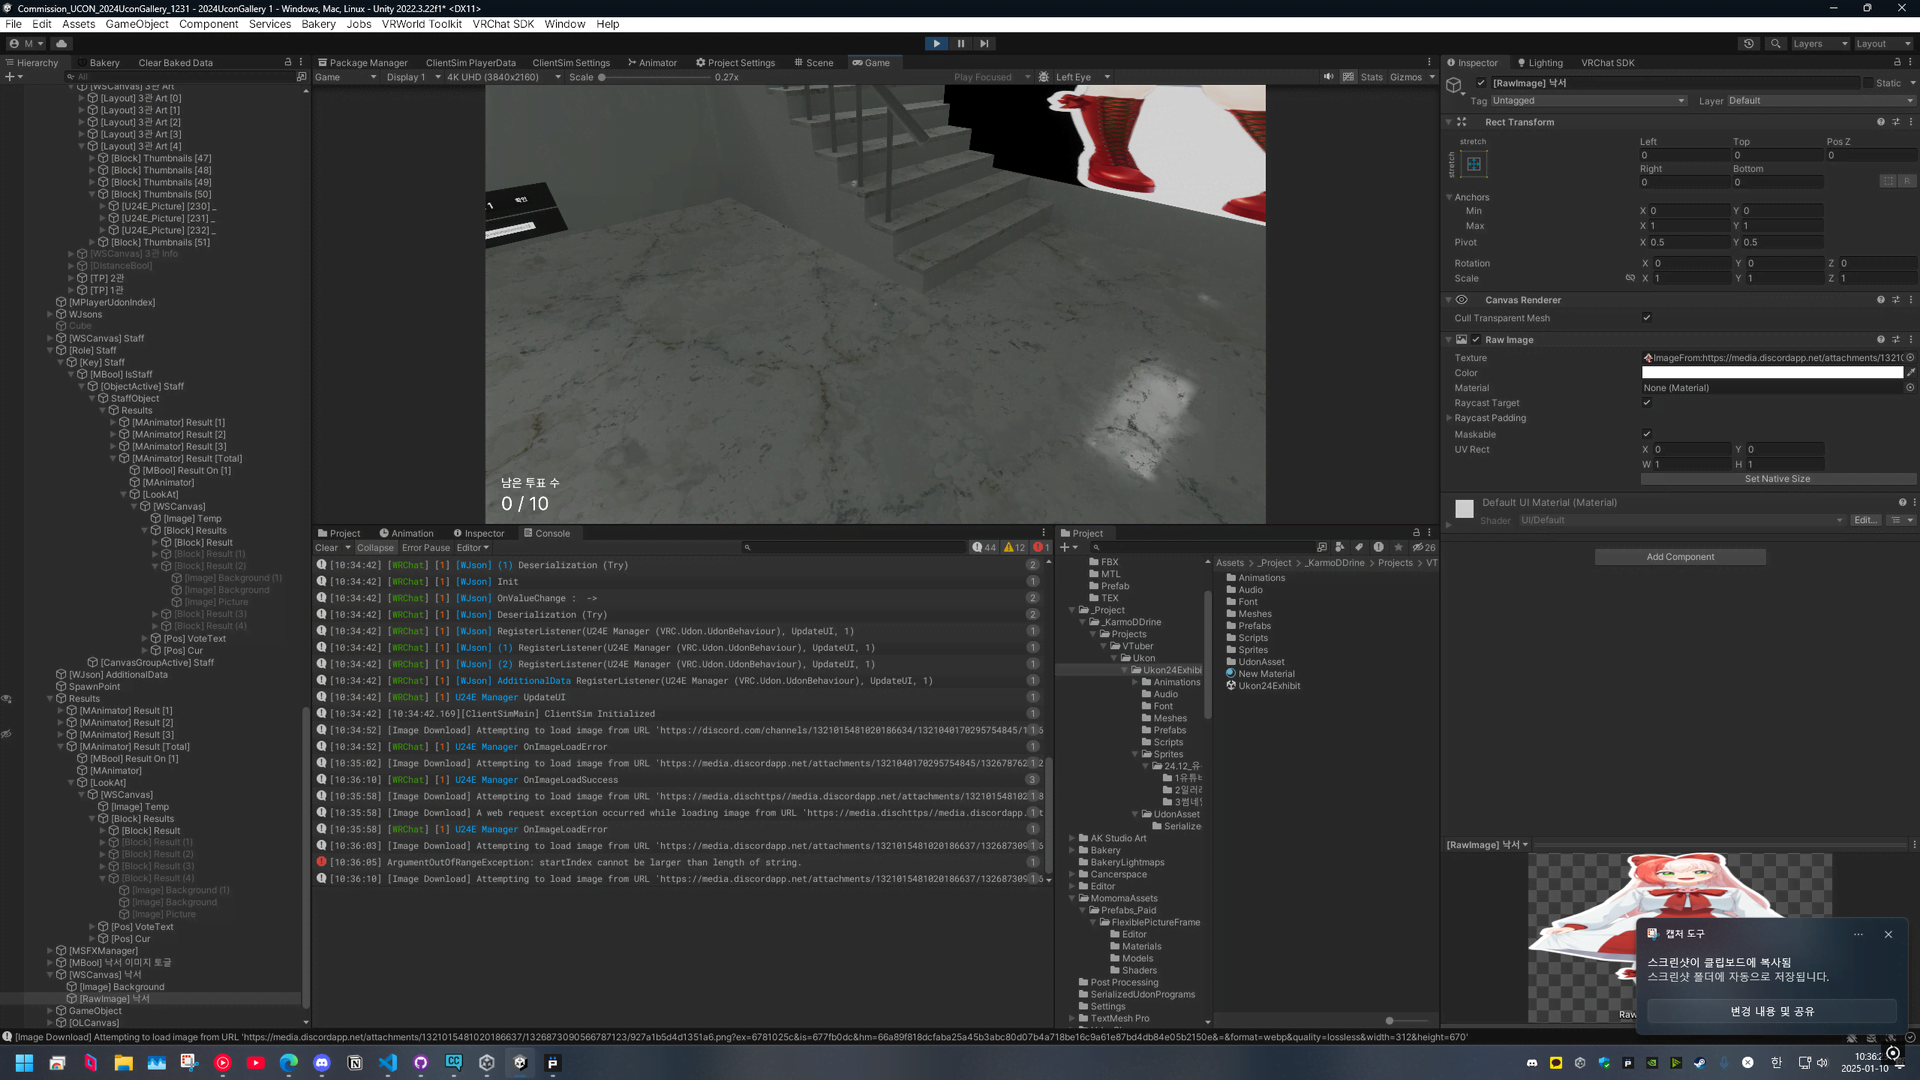 Commission_UCON_2024UconGallery_1231 - 2024UconGallery 1 - Windows, Mac, Linux - Unity 2022.3.22f1* <DX11>
File Edit Assets GameObject Component Services Bakery Jobs VRWorld Toolkit VRChat SDK Window Help
M Layers Layout
Hierarchy Bakery Clear Baked Data
All
[WSCanvas] 3관 Art
[Layout] 3관 Art [0]
[Layout] 3관 Art [1]
[Layout] 3관 Art [2]
[Layout] 3관 Art [3]
[Layout] 3관 Art [4]
[Block] Thumbnails [47]
[Block] Thumbnails [48]
[Block] Thumbnails [49]
[Block] Thumbnails [50]
[U24E_Picture] [230] _
[U24E_Picture] [231] _
[U24E_Picture] [232] _
[Block] Thumbnails [51]
[WSCanvas] 3관 Info
[DistanceBool]
[TP] 2관
[TP] 1관
[MPlayerUdonIndex]
WJsons
Cube
[WSCanvas] Staff
[Role] Staff
[Key] Staff
[MBool] IsStaff
[ObjectActive] Staff
StaffObject
Results
[MAnimator] Result [1]
[MAnimator] Result [2]
[MAnimator] Result [3]
[MAnimator] Result [Total]
[MBool] Result On [1]
[MAnimator]
[LookAt]
[WSCanvas]
[Image] Temp
[Block] Results
[Block] Result
[Block] Result (1)
[Block] Result (2)
[Image] Background (1)
[Image] Background
[Image] Picture
[Block] Result (3)
[Block] Result (4)
[Pos] VoteText
[Pos] Cur
[CanvasGroupActive] Staff
[WJson] AdditionalData
SpawnPoint
Results
[MAnimator] Result [1]
[MAnimator] Result [2]
[MAnimator] Result [3]
[MAnimator] Result [Total]
[MBool] Result On [1]
[MAnimator]
[LookAt]
[WSCanvas]
[Image] Temp
[Block] Results
[Block] Result
[Block] Result (1)
[Block] Result (2)
[Block] Result (3)
[Block] Result (4)
[Image] Background (1)
[Image] Background
[Image] Picture
[Pos] VoteText
[Pos] Cur
[MSFXManager]
[MBool] 낙서 이미지 토글
[WSCanvas] 낙서
[Image] Background
[RawImage] 낙서
GameObject
[OLCanvas]
Package Manager ClientSim PlayerData ClientSim Settings Animator Project Settings Scene Game
Game Display 1 4K UHD (3840x2160) Scale 0.27x Play Focused Left Eye Stats Gizmos
남은 투표 수
0 / 10
Project Animation Inspector Console
Clear Collapse Error Pause Editor 44 12 1
[10:34:42] [WRChat] [1] [WJson] (1) Deserialization (Try) 2
[10:34:42] [WRChat] [1] [WJson] Init 1
[10:34:42] [WRChat] [1] [WJson] OnValueChange : -> 2
[10:34:42] [WRChat] [1] [WJson] Deserialization (Try) 2
[10:34:42] [WRChat] [1] [WJson] RegisterListener(U24E Manager (VRC.Udon.UdonBehaviour), UpdateUI, 1) 1
[10:34:42] [WRChat] [1] [WJson] (1) RegisterListener(U24E Manager (VRC.Udon.UdonBehaviour), UpdateUI, 1) 1
[10:34:42] [WRChat] [1] [WJson] (2) RegisterListener(U24E Manager (VRC.Udon.UdonBehaviour), UpdateUI, 1) 1
[10:34:42] [WRChat] [1] [WJson] AdditionalData RegisterListener(U24E Manager (VRC.Udon.UdonBehaviour), UpdateUI, 1) 1
[10:34:42] [WRChat] [1] U24E Manager UpdateUI 1
[10:34:42] [10:34:42.169][ClientSimMain] ClientSim Initialized 1
[10:34:52] [Image Download] Attempting to load image from URL 'https://discord.com/channels/1321015481020186634/1321040170295754845/1
[10:34:52] [WRChat] [1] U24E Manager OnImageLoadError 1
[10:35:02] [Image Download] Attempting to load image from URL 'https://media.discordapp.net/attachments/1321040170295754845/132678762
[10:36:10] [WRChat] [1] U24E Manager OnImageLoadSuccess 3
[10:35:58] [Image Download] Attempting to load image from URL 'https://media.dischttps//media.discordapp.net/attachments/132101548102
[10:35:58] [Image Download] A web request exception occurred while loading image from URL 'https://media.dischttps//media.discordapp.
[10:35:58] [WRChat] [1] U24E Manager OnImageLoadError 1
[10:36:03] [Image Download] Attempting to load image from URL 'https://media.discordapp.net/attachments/1321015481020186637/132687309
[10:36:05] ArgumentOutOfRangeException: startIndex cannot be larger than length of string. 1
[10:36:10] [Image Download] Attempting to load image from URL 'https://media.discordapp.net/attachments/1321015481020186637/132687309
Project
26
FBX
MTL
Prefab
TEX
_Project
_KarmoDDrine
Projects
VTuber
Ukon
Ukon24Exhibi
Animations
Audio
Font
Meshes
Prefabs
Scripts
Sprites
24.12_유
1유튜브
2일러
3썸네일
UdonAsset
Serialize
AK Studio Art
Bakery
BakeryLightmaps
Cancerspace
Editor
MomomaAssets
Prefabs_Paid
FlexiblePictureFrame
Editor
Materials
Models
Shaders
Post Processing
SerializedUdonPrograms
Settings
TextMesh Pro
Assets > _Project > _KarmoDDrine > Projects > VT
Animations
Audio
Font
Meshes
Prefabs
Scripts
Sprites
UdonAsset
New Material
Ukon24Exhibit
Inspector Lighting VRChat SDK
[RawImage] 낙서 Static
Tag Untagged Layer Default
Rect Transform
stretch Left Top Pos Z
stretch 0 0 0
Right Bottom
0 0 R
Anchors
Min X 0 Y 0
Max X 1 Y 1
Pivot X 0.5 Y 0.5
Rotation X 0 Y 0 Z 0
Scale X 1 Y 1 Z 1
Canvas Renderer
Cull Transparent Mesh
Raw Image
Texture ImageFrom:https://media.discordapp.net/attachments/13210
Color
Material None (Material)
Raycast Target
Raycast Padding
Maskable
UV Rect X 0 Y 0
W 1 H 1
Set Native Size
Default UI Material (Material)
Shader UI/Default Edit...
Add Component
[RawImage] 낙서
캡처 도구
스크린샷이 클립보드에 복사됨
스크린샷 폴더에 자동으로 저장됩니다.
변경 내용 및 공유
Raw
[Image Download] Attempting to load image from URL 'https://media.discordapp.net/attachments/1321015481020186637/1326873090566787123/927a1b5d4d1351a6.png?ex=6781025c&is=677fb0dc&hm=66a89f818dcfaba25a45b3abc80d07b4a718be16c9a61e87bd4db84e05b2150e&=&format=webp&quality=lossless&width=312&height=670'
한
10:36:2
2025-01-10